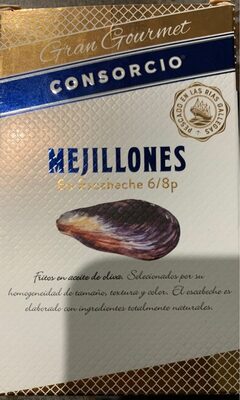 Gran Gourmet
CONSORCIO®
PESCADO EN LAS RIAS GALLEGAS
MEJILLONES
En escabeche 6/8p
Fritos en aceite de oliva. Seleccionados por su
homogeneidad de tamaño, textura y color. El escabeche es
elaborado con ingredientes totalmente naturales.